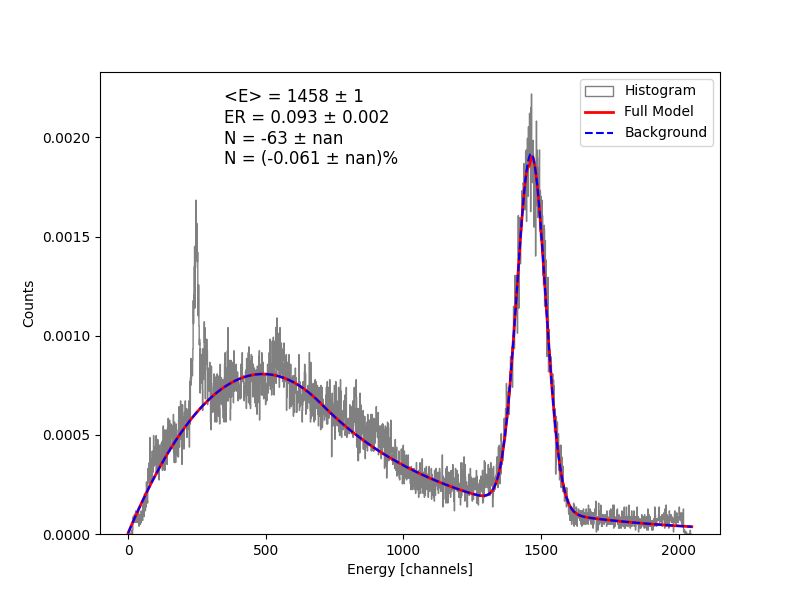 <E> = 1458 ± 1
ER = 0.093 ± 0.002
N = -63 ± nan
N = (-0.061 ± nan)%
Histogram
Full Model
Background
0.0020
0.0015
0.0010
0.0005
0.0000
Counts
0 500 1000 1500 2000
Energy [channels]